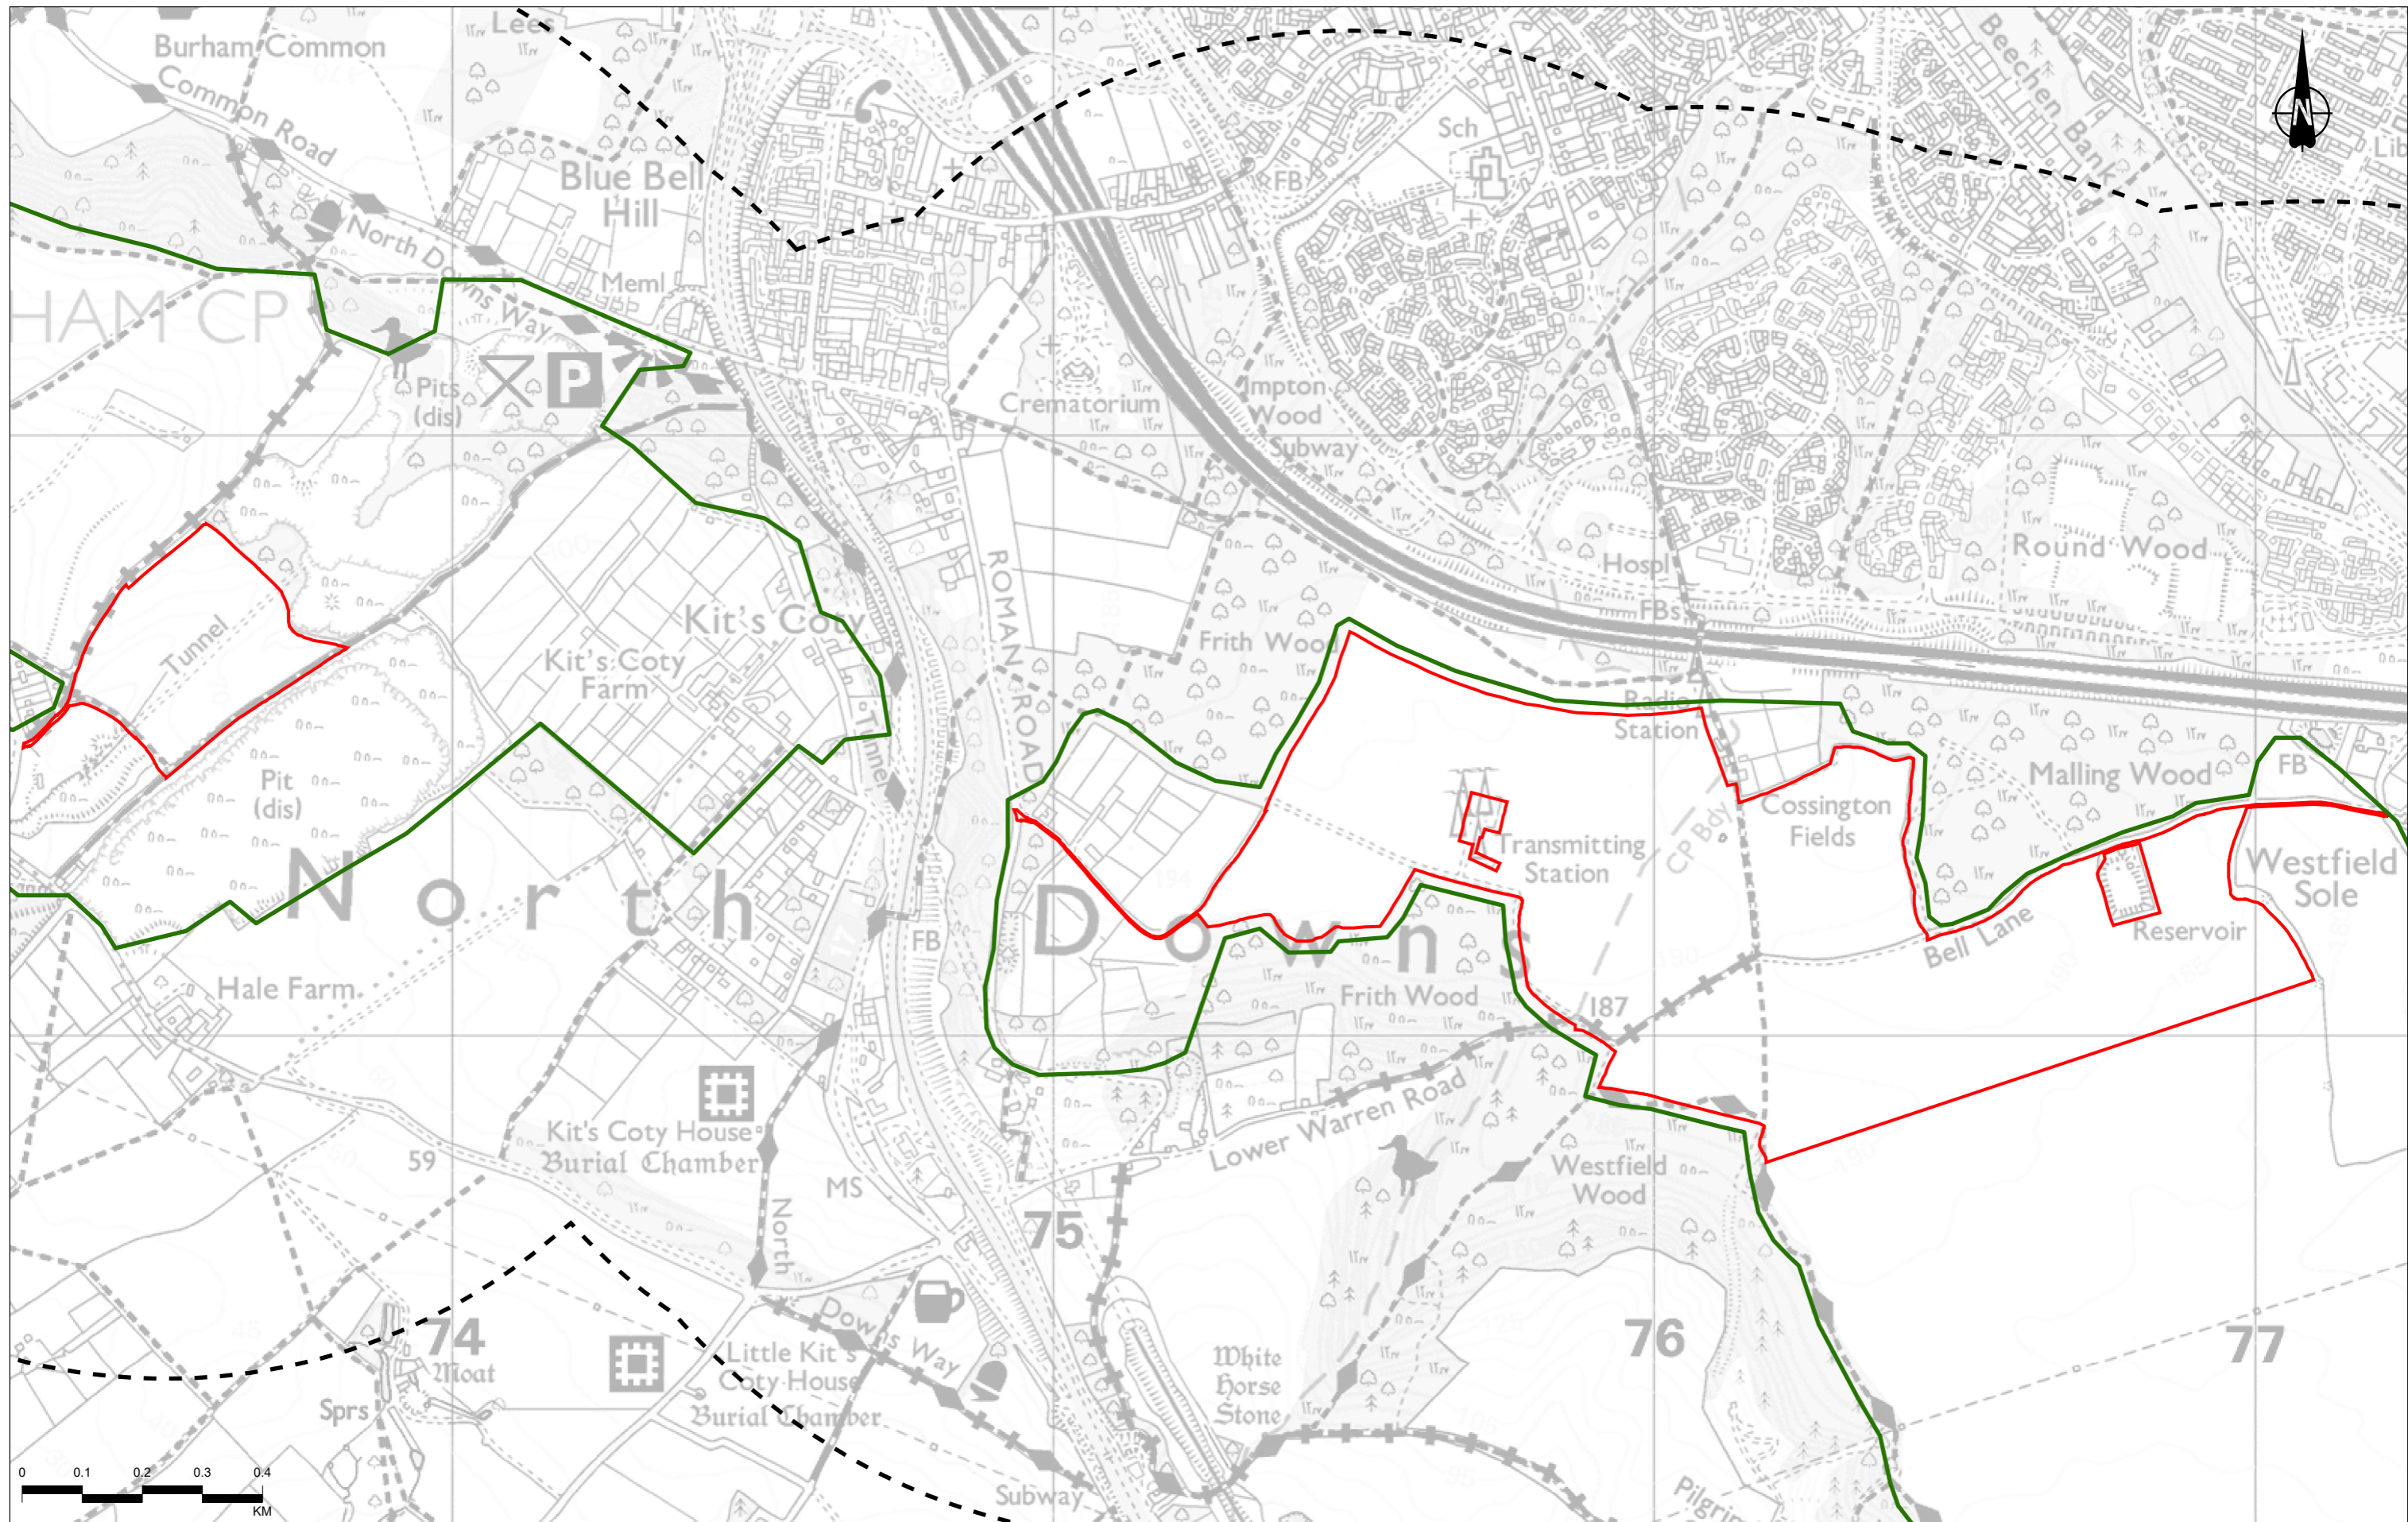 Burham Common
Lees
Common Road
Beechen Bank
Lib
N
Sch
Blue Bell
Hill
FB
North Downs Way
Meml
HAM CP
P
Pits
(dis)
Crematorium
Impton
Wood
Subway
Round Wood
ROMAN ROAD
Hospl
FBs
Tunnel
Kit's Coty
Frith Wood
Kit's Coty
Farm
Radio
Station
Tunnel
Pit
(dis)
Malling Wood
FB
Cossington
Fields
Transmitting
Station
CP Bdy
Westfield
Sole
194
North Downs
Bell Lane
Reservoir
FB
Hale Farm
Frith Wood
187
Kit's Coty House
Burial Chamber
Lower Warren Road
59
MS
Westfield
Wood
North
75
74
76
77
Moat
Downs Way
Little Kit's
Coty House
Burial Chamber
White
Horse
Stone
Sprs
Subway
Pilgri
0 0.1 0.2 0.3 0.4
KM